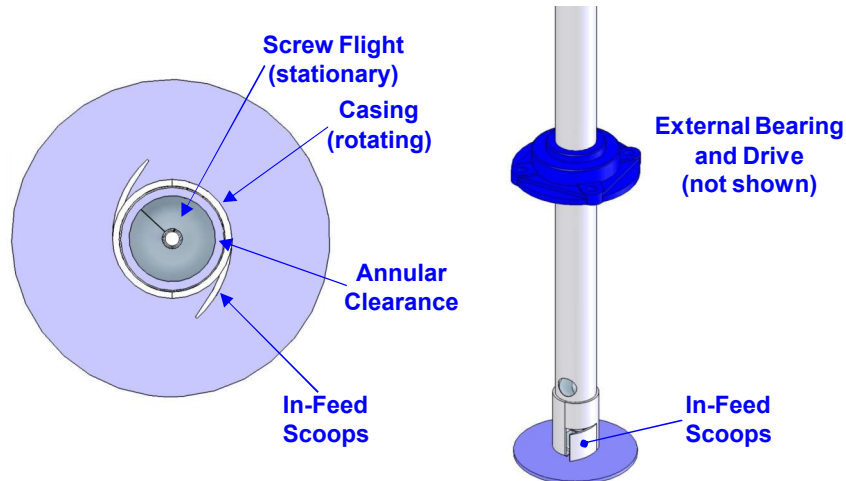 Screw Flight
(stationary)
Casing
(rotating)
Annular
Clearance
In-Feed
Scoops
External Bearing
and Drive
(not shown)
In-Feed
Scoops